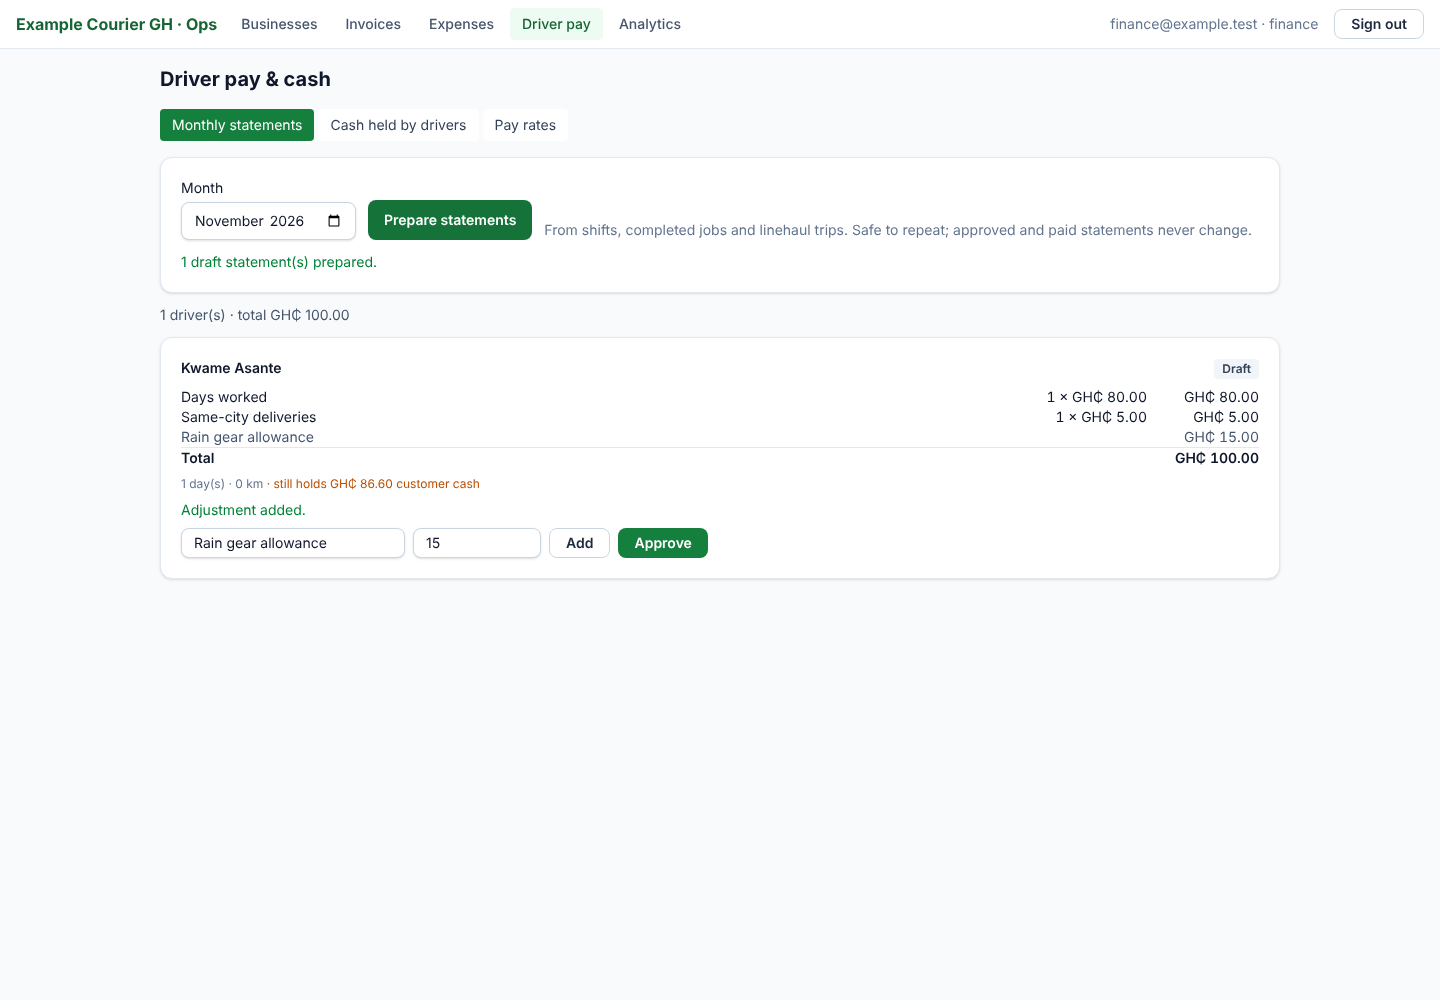 Example Courier GH · Ops Businesses Invoices Expenses Driver pay Analytics finance@example.test · finance Sign out
Driver pay & cash
Monthly statements Cash held by drivers Pay rates
Month
November 2026 Prepare statements From shifts, completed jobs and linehaul trips. Safe to repeat; approved and paid statements never change.
1 draft statement(s) prepared.
1 driver(s) · total GH₵ 100.00
Kwame Asante Draft
Days worked 1 × GH₵ 80.00 GH₵ 80.00
Same-city deliveries 1 × GH₵ 5.00 GH₵ 5.00
Rain gear allowance GH₵ 15.00
Total GH₵ 100.00
1 day(s) · 0 km · still holds GH₵ 86.60 customer cash
Adjustment added.
Rain gear allowance 15 Add Approve